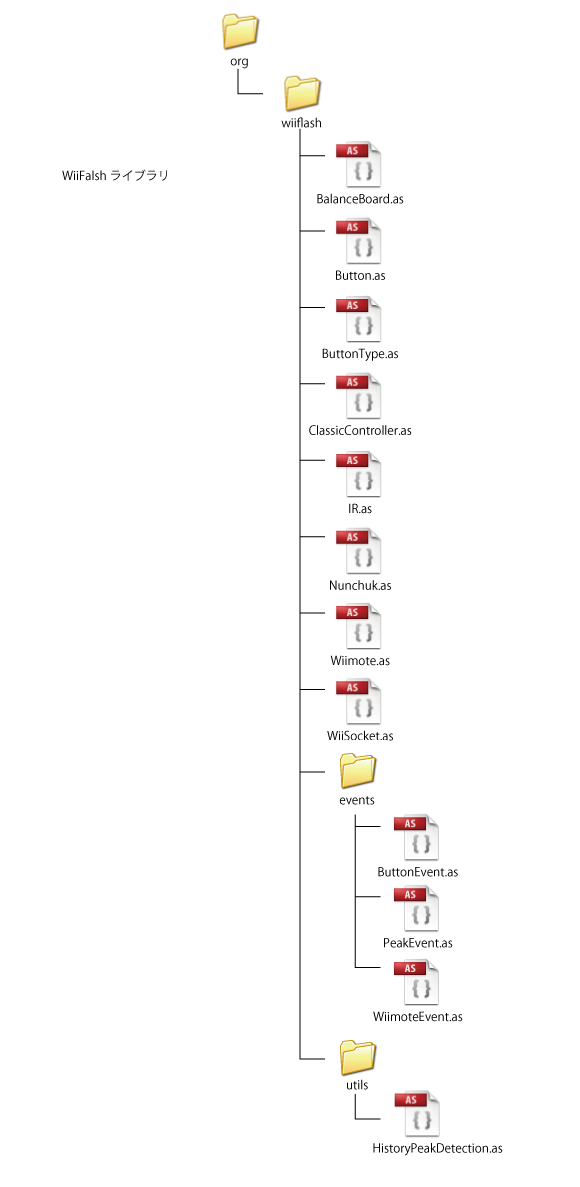 org
wiiflash
WiiFalsh ライブラリ
AS
BalanceBoard.as
AS
Button.as
AS
ButtonType.as
AS
ClassicController.as
AS
IR.as
AS
Nunchuk.as
AS
Wiimote.as
AS
WiiSocket.as
events
AS
ButtonEvent.as
AS
PeakEvent.as
AS
WiimoteEvent.as
utils
AS
HistoryPeakDetection.as